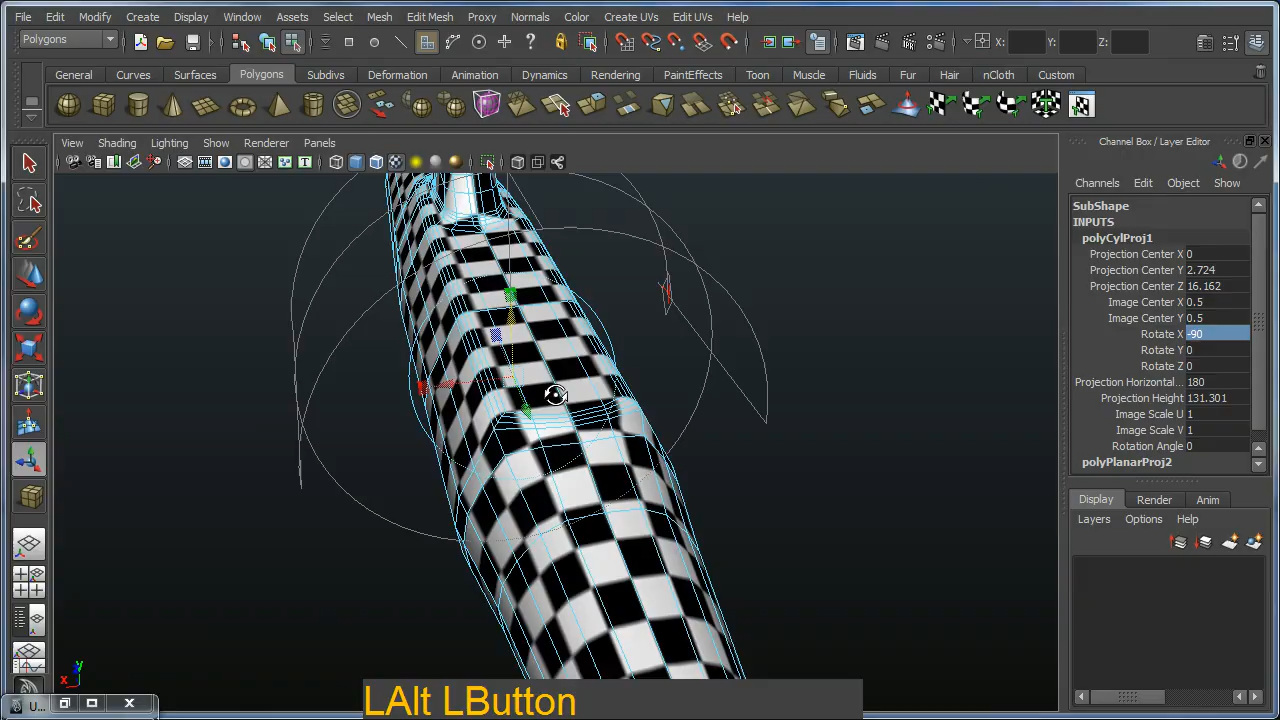 File Edit Modify Create Display Window Assets Select Mesh Edit Mesh Proxy Normals Color Create UVs Edit UVs Help
Polygons X: Y: Z:
General Curves Surfaces Polygons Subdivs Deformation Animation Dynamics Rendering PaintEffects Toon Muscle Fluids Fur Hair nCloth Custom
View Shading Lighting Show Renderer Panels
Channel Box / Layer Editor
Channels Edit Object Show
SubShape
INPUTS
polyCylProj1
Projection Center X 0
Projection Center Y 2.724
Projection Center Z 16.162
Image Center X 0.5
Image Center Y 0.5
Rotate X -90
Rotate Y 0
Rotate Z 0
Projection Horizontal... 180
Projection Height 131.301
Image Scale U 1
Image Scale V 1
Rotation Angle 0
polyPlanarProj2
Display Render Anim
Layers Options Help
y
x
U...
LAlt LButton